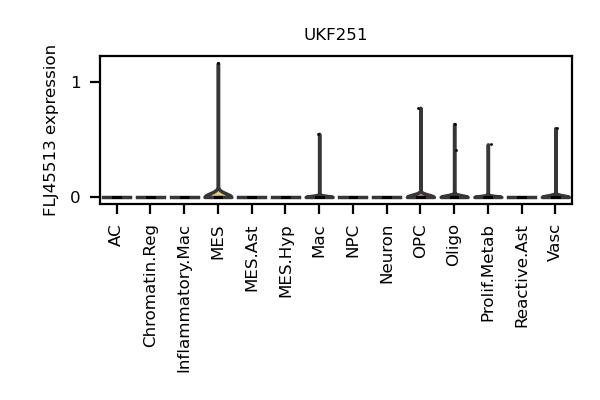 UKF251
FLJ45513 expression
1
0
AC
Chromatin.Reg
Inflammatory.Mac
MES
MES.Ast
MES.Hyp
Mac
NPC
Neuron
OPC
Oligo
Prolif.Metab
Reactive.Ast
Vasc